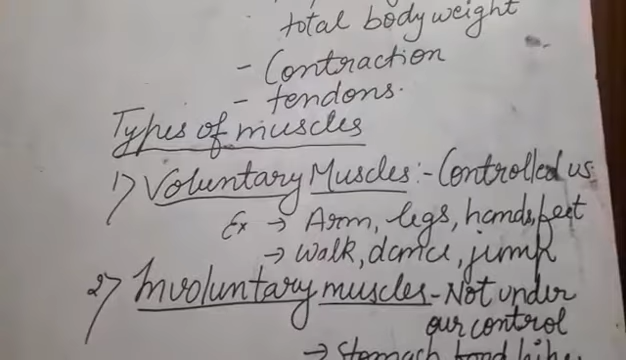 total body weight
- Contraction
- tendons.
Types of muscles
1) Voluntary Muscles:- Controlled us
Ex → Arm, legs, hands, feet
→ Walk, dance, jump
2) Involuntary muscles - Not under
our control
→ Stomach